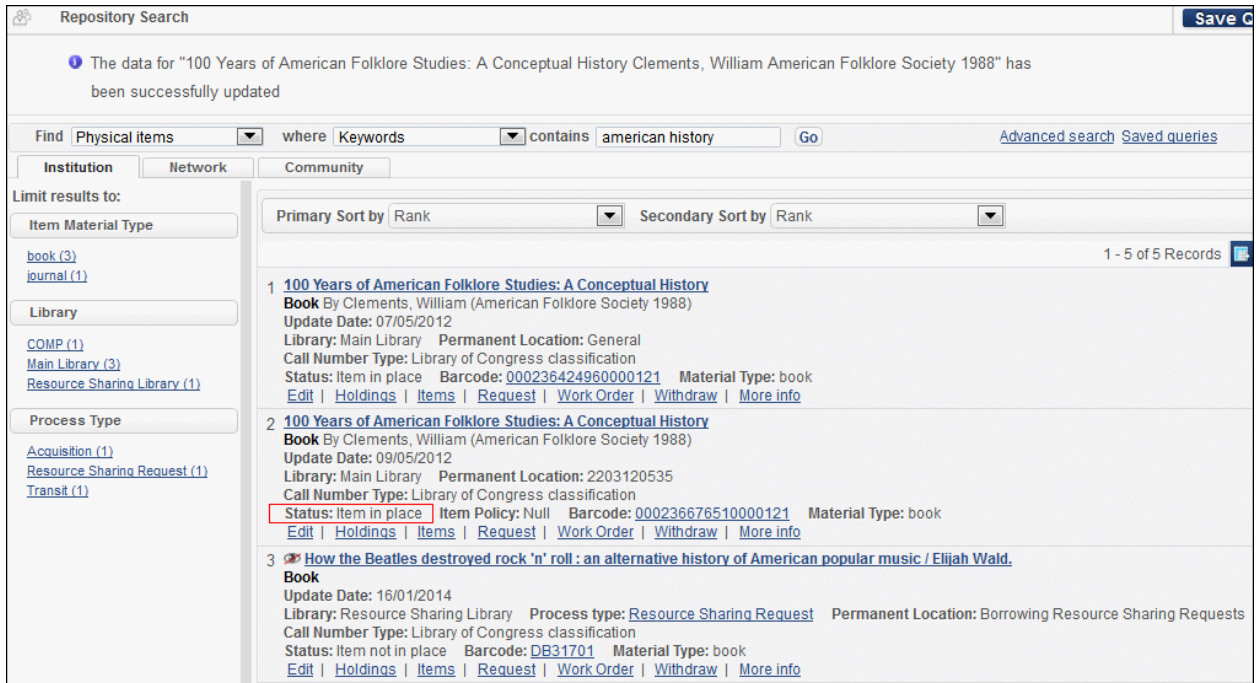 Repository Search
Save Q
The data for "100 Years of American Folklore Studies: A Conceptual History Clements, William American Folklore Society 1988" has
been successfully updated
Find Physical items where Keywords contains american history Go Advanced search Saved queries
Institution Network Community
Limit results to:
Item Material Type
book (3)
journal (1)
Library
COMP (1)
Main Library (3)
Resource Sharing Library (1)
Process Type
Acquisition (1)
Resource Sharing Request (1)
Transit (1)
Primary Sort by Rank Secondary Sort by Rank
1 - 5 of 5 Records
1 100 Years of American Folklore Studies: A Conceptual History
Book By Clements, William (American Folklore Society 1988)
Update Date: 07/05/2012
Library: Main Library Permanent Location: General
Call Number Type: Library of Congress classification
Status: Item in place Barcode: 000236424960000121 Material Type: book
Edit | Holdings | Items | Request | Work Order | Withdraw | More info
2 100 Years of American Folklore Studies: A Conceptual History
Book By Clements, William (American Folklore Society 1988)
Update Date: 09/05/2012
Library: Main Library Permanent Location: 2203120535
Call Number Type: Library of Congress classification
Status: Item in place Item Policy: Null Barcode: 000236676510000121 Material Type: book
Edit | Holdings | Items | Request | Work Order | Withdraw | More info
3 How the Beatles destroyed rock 'n' roll : an alternative history of American popular music / Elijah Wald.
Book
Update Date: 16/01/2014
Library: Resource Sharing Library Process type: Resource Sharing Request Permanent Location: Borrowing Resource Sharing Requests
Call Number Type: Library of Congress classification
Status: Item not in place Barcode: DB31701 Material Type: book
Edit | Holdings | Items | Request | Work Order | Withdraw | More info